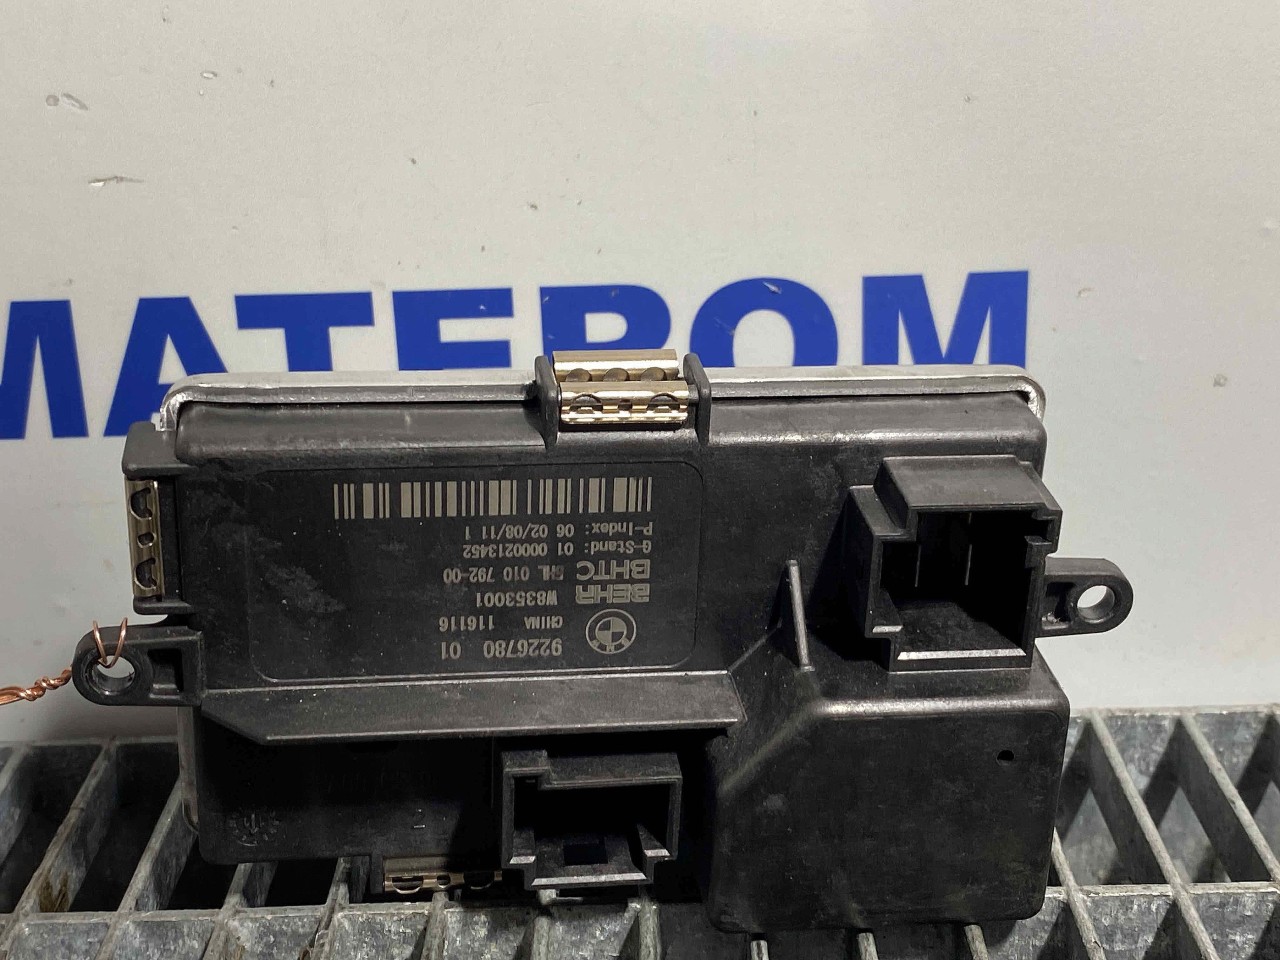 MATEROM
9226780 01
CHINA 116116
W8353001
BEHR
BHTC 5HL 010 792-00
G-Stand: 01 0000213452
P-Index: 06 02/08/11 1